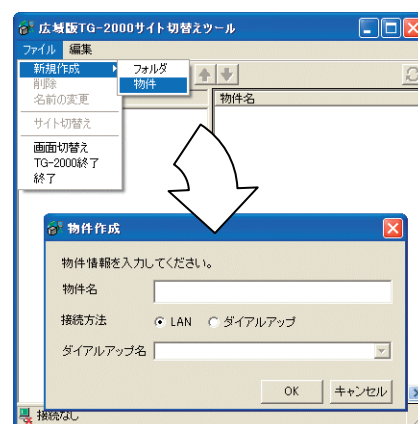 広域版TG-2000サイト切替えツール
ファイル 編集
新規作成 フォルダ
削除 物件
名前の変更
物件名
サイト切替え
画面切替え
TG-2000終了
終了
物件作成
物件情報を入力してください。
物件名
接続方法 LAN ダイアルアップ
ダイアルアップ名
OK キャンセル
接続なし